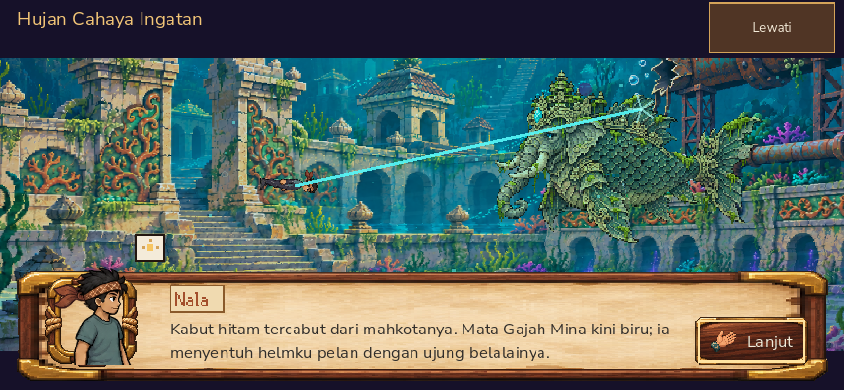 Hujan Cahaya Ingatan
Lewati
Nala
Kabut hitam tercabut dari mahkotanya. Mata Gajah Mina kini biru; ia
menyentuh helmku pelan dengan ujung belalainya.
Lanjut